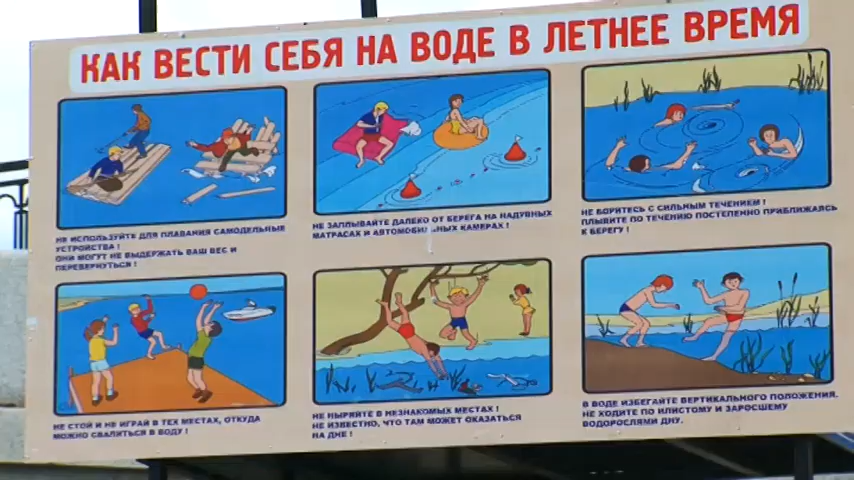 КАК ВЕСТИ СЕБЯ НА ВОДЕ В ЛЕТНЕЕ ВРЕМЯ
НЕ ИСПОЛЬЗУЙТЕ ДЛЯ ПЛАВАНИЯ САМОДЕЛЬНЫЕ
УСТРОЙСТВА !
ОНИ МОГУТ НЕ ВЫДЕРЖАТЬ ВАШ ВЕС И
ПЕРЕВЕРНУТЬСЯ !
НЕ ЗАПЛЫВАЙТЕ ДАЛЕКО ОТ БЕРЕГА НА НАДУВНЫХ
МАТРАСАХ И АВТОМОБИЛЬНЫХ КАМЕРАХ !
НЕ БОРИТЕСЬ С СИЛЬНЫМ ТЕЧЕНИЕМ !
ПЛЫВИТЕ ПО ТЕЧЕНИЮ ПОСТЕПЕННО ПРИБЛИЖАЯСЬ
К БЕРЕГУ !
НЕ СТОЙ И НЕ ИГРАЙ В ТЕХ МЕСТАХ, ОТКУДА
МОЖНО СВАЛИТЬСЯ В ВОДУ !
НЕ НЫРЯЙТЕ В НЕЗНАКОМЫХ МЕСТАХ !
НЕ ИЗВЕСТНО, ЧТО ТАМ МОЖЕТ ОКАЗАТЬСЯ
НА ДНЕ !
В ВОДЕ ИЗБЕГАЙТЕ ВЕРТИКАЛЬНОГО ПОЛОЖЕНИЯ.
НЕ ХОДИТЕ ПО ИЛИСТОМУ И ЗАРОСШЕМУ
ВОДОРОСЛЯМИ ДНУ.